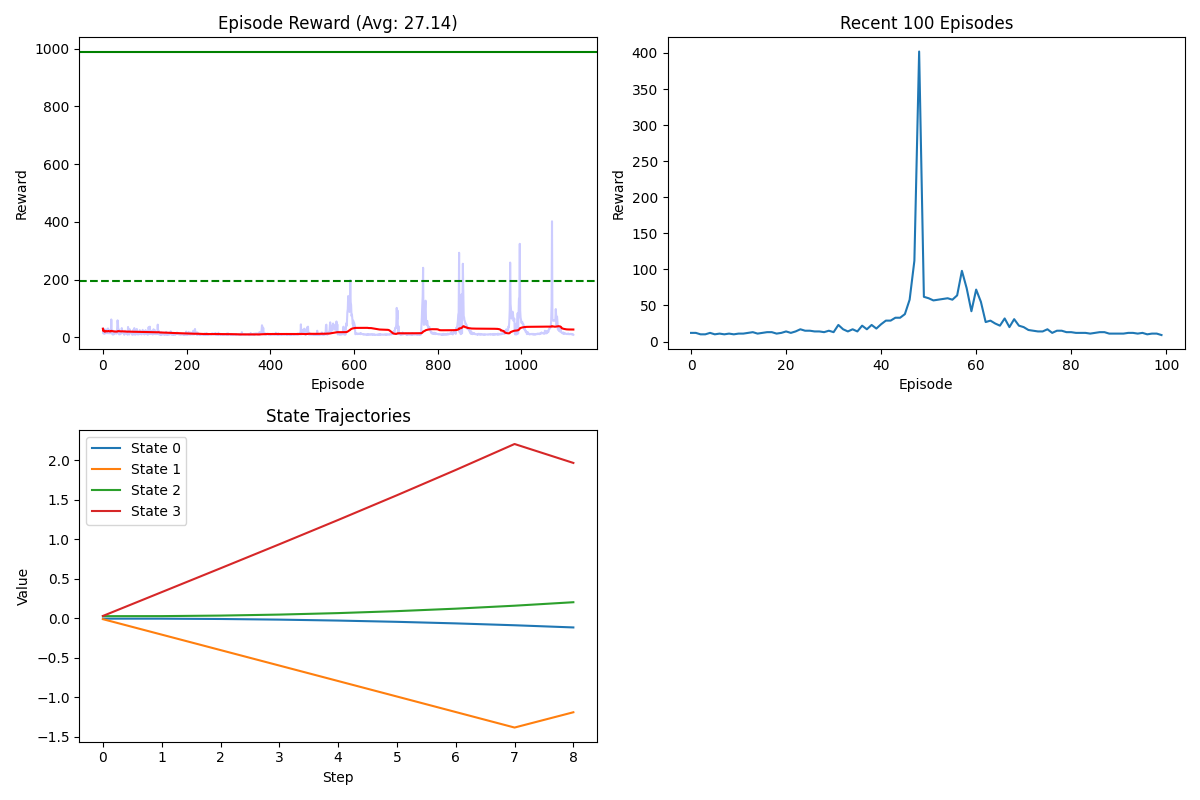 Episode Reward (Avg: 27.14)
Reward
1000
800
600
400
200
0
0 200 400 600 800 1000
Episode
Recent 100 Episodes
Reward
400
350
300
250
200
150
100
50
0
0 20 40 60 80 100
Episode
State Trajectories
Value
2.0
1.5
1.0
0.5
0.0
−0.5
−1.0
−1.5
State 0
State 1
State 2
State 3
0 1 2 3 4 5 6 7 8
Step